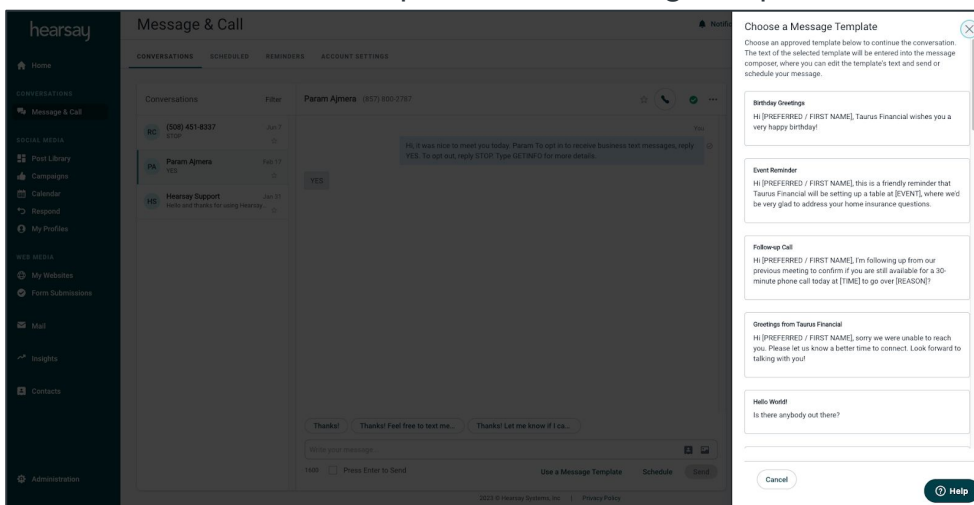 hearsay
Home
CONVERSATIONS
Message & Call
SOCIAL MEDIA
Post Library
Campaigns
Calendar
Respond
My Profiles
WEB MEDIA
My Websites
Form Submissions
Mail
Insights
Contacts
Administration
Message & Call
CONVERSATIONS SCHEDULED REMINDERS ACCOUNT SETTINGS
Conversations Filter
RC (508) 451-8337 Jun 7
STOP
PA Param Ajmera Feb 17
YES
HS Hearsay Support Jan 31
Hello and thanks for using Hearsay...
Param Ajmera (857) 800-2787
You
Hi, it was nice to meet you today. Param To opt in to receive business text messages, reply
YES. To opt out, reply STOP. Type GETINFO for more details.
YES
Thanks! Thanks! Feel free to text me... Thanks! Let me know if I ca...
Write your message...
Press Enter to Send Use a Message Template Schedule Send
2023 © Hearsay Systems, Inc | Privacy Policy
Choose a Message Template
Choose an approved template below to continue the conversation.
The text of the selected template will be entered into the message
composer, where you can edit the template's text and send or
schedule your message.
Birthday Greetings
Hi [PREFERRED / FIRST NAME], Taurus Financial wishes you a
very happy birthday!
Event Reminder
Hi [PREFERRED / FIRST NAME], this is a friendly reminder that
Taurus Financial will be setting up a table at [EVENT], where we'd
be very glad to address your home insurance questions.
Follow-up Call
Hi [PREFERRED / FIRST NAME], I'm following up from our
previous meeting to confirm if you are still available for a 30-
minute phone call today at [TIME] to go over [REASON]?
Greetings from Taurus Financial
Hi [PREFERRED / FIRST NAME], sorry we were unable to reach
you. Please let us know a better time to connect. Look forward to
talking with you!
Hello World!
Is there anybody out there?
Cancel
Help